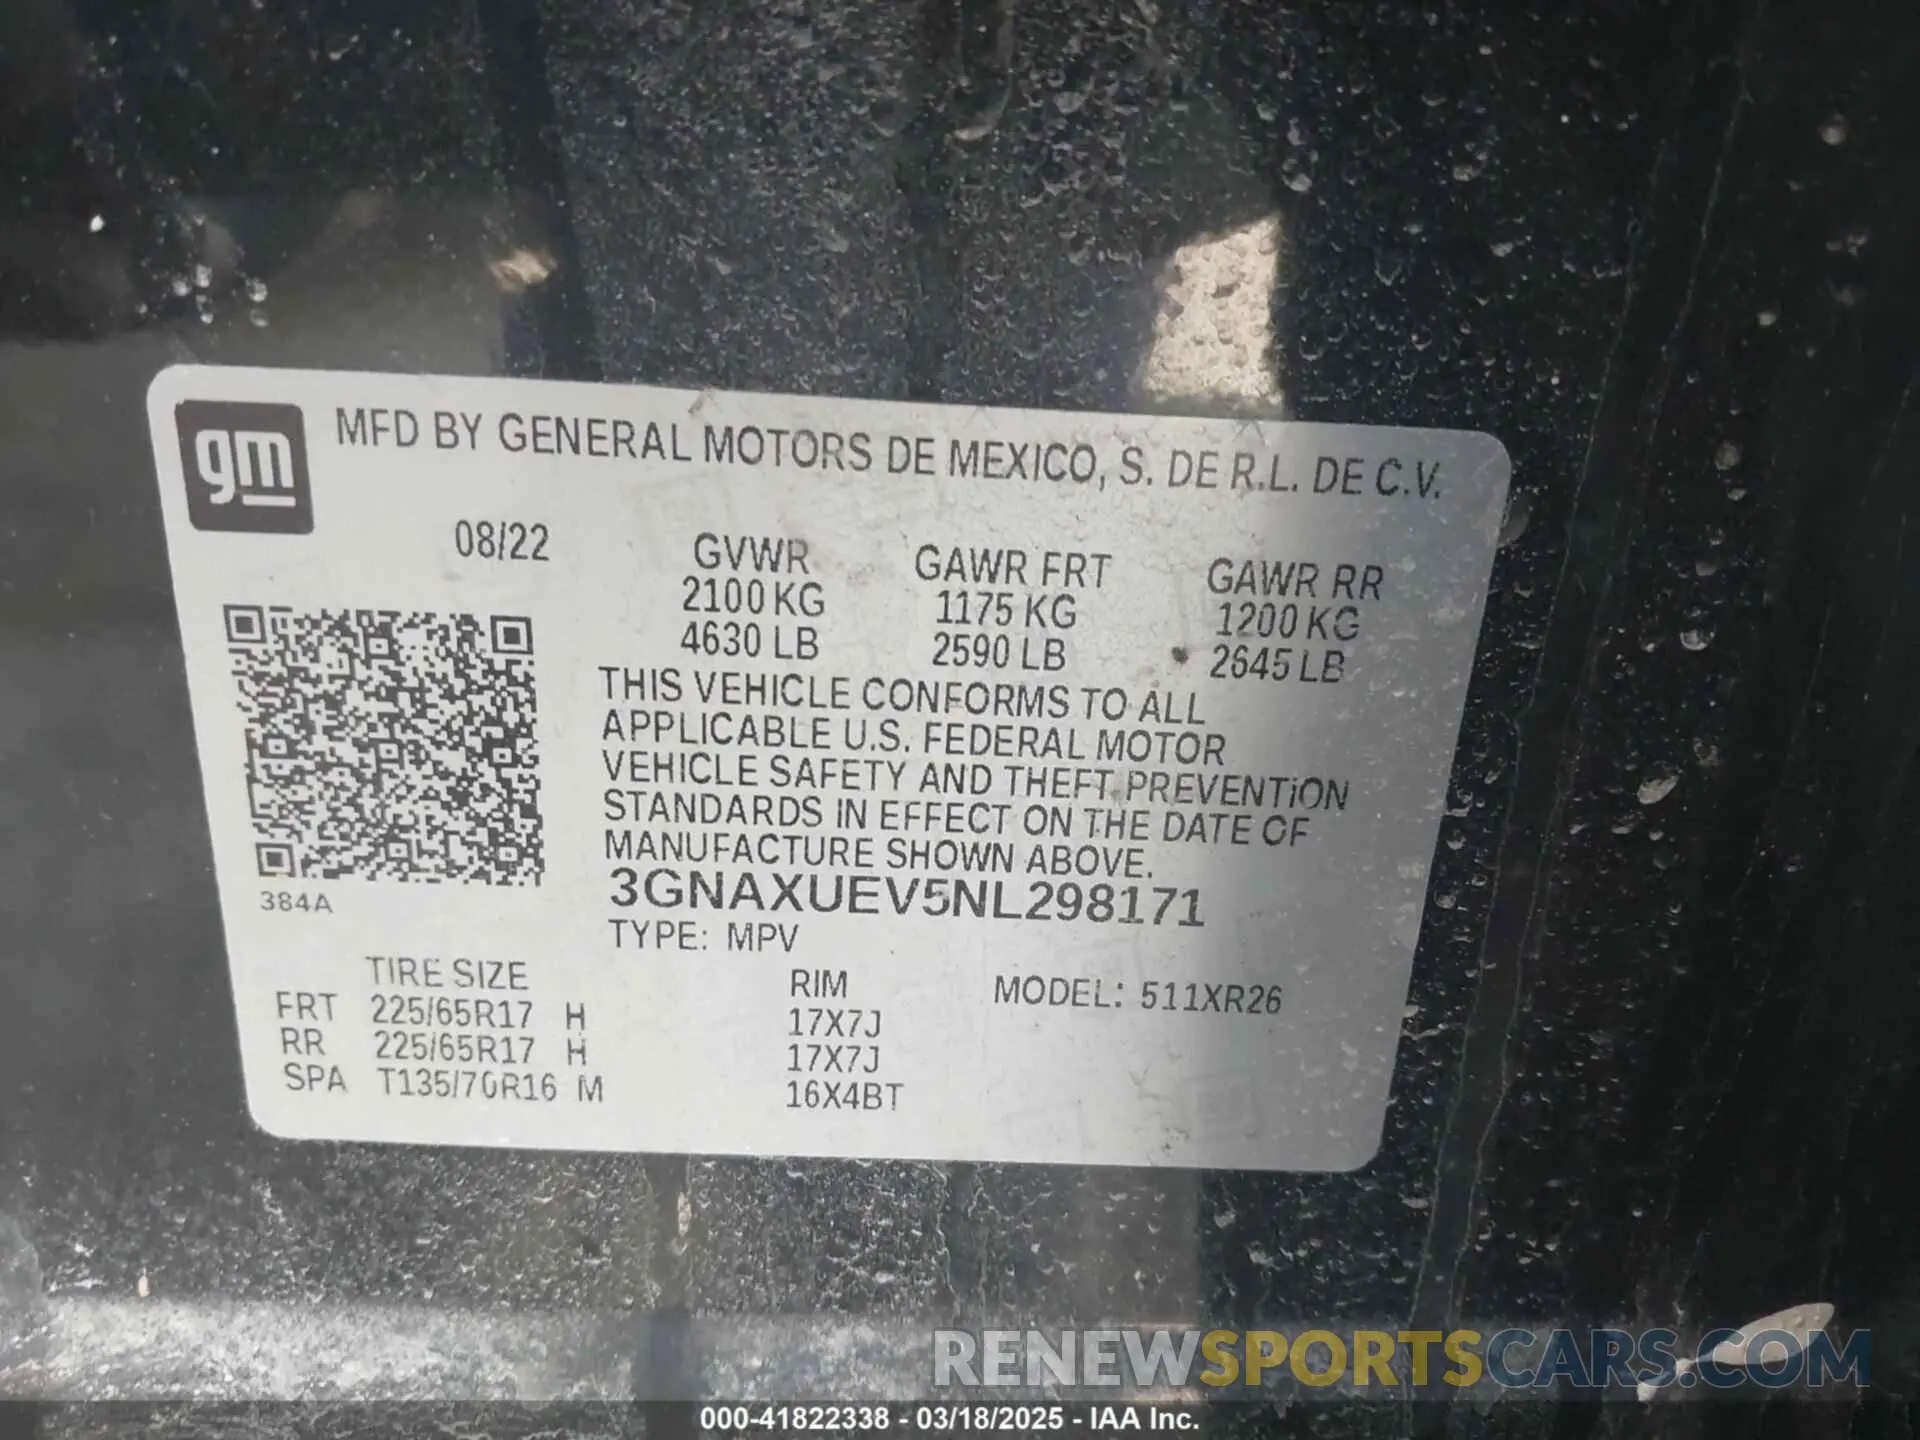 gm
MFD BY GENERAL MOTORS DE MEXICO, S. DE R.L. DE C.V.
08/22
GVWR GAWR FRT GAWR RR
2100 KG 1175 KG 1200 KG
4630 LB 2590 LB 2645 LB
THIS VEHICLE CONFORMS TO ALL
APPLICABLE U.S. FEDERAL MOTOR
VEHICLE SAFETY AND THEFT PREVENTION
STANDARDS IN EFFECT ON THE DATE OF
MANUFACTURE SHOWN ABOVE.
384A
3GNAXUEV5NL298171
TYPE: MPV
TIRE SIZE RIM MODEL: 511XR26
FRT 225/65R17 H 17X7J
RR 225/65R17 H 17X7J
SPA T135/70R16 M 16X4BT
RENEWSPORTSCARS.COM
000-41822338 - 03/18/2025 - IAA Inc.